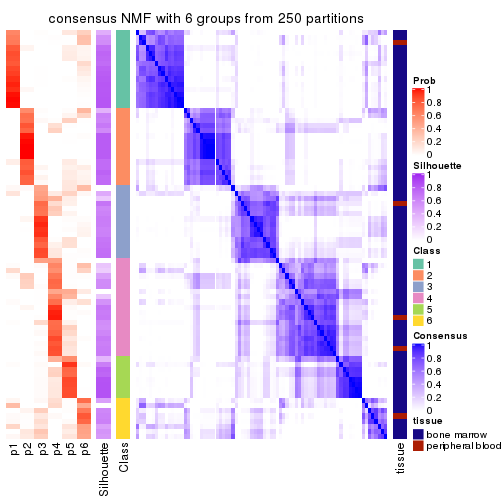 consensus NMF with 6 groups from 250 partitions
Prob
1
0.8
0.6
0.4
0.2
0
Silhouette
1
0.8
0.6
0.4
0.2
0
Class
1
2
3
4
5
6
Consensus
1
0.8
0.6
0.4
0.2
0
tissue
bone marrow
peripheral blood
p1
p2
p3
p4
p5
p6
Silhouette
Class
tissue